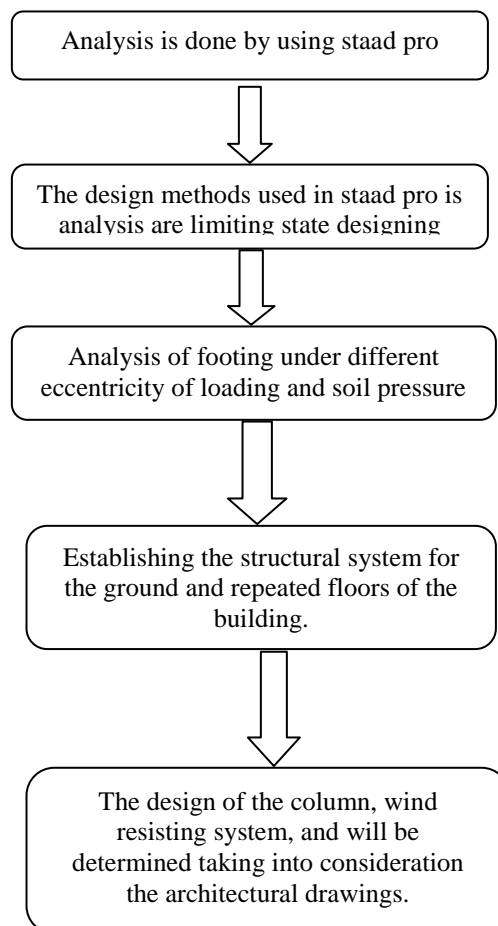 Analysis is done by using staad pro
The design methods used in staad pro is
analysis are limiting state designing
Analysis of footing under different
eccentricity of loading and soil pressure
Establishing the structural system for
the ground and repeated floors of the
building.
The design of the column, wind
resisting system, and will be
determined taking into consideration
the architectural drawings.